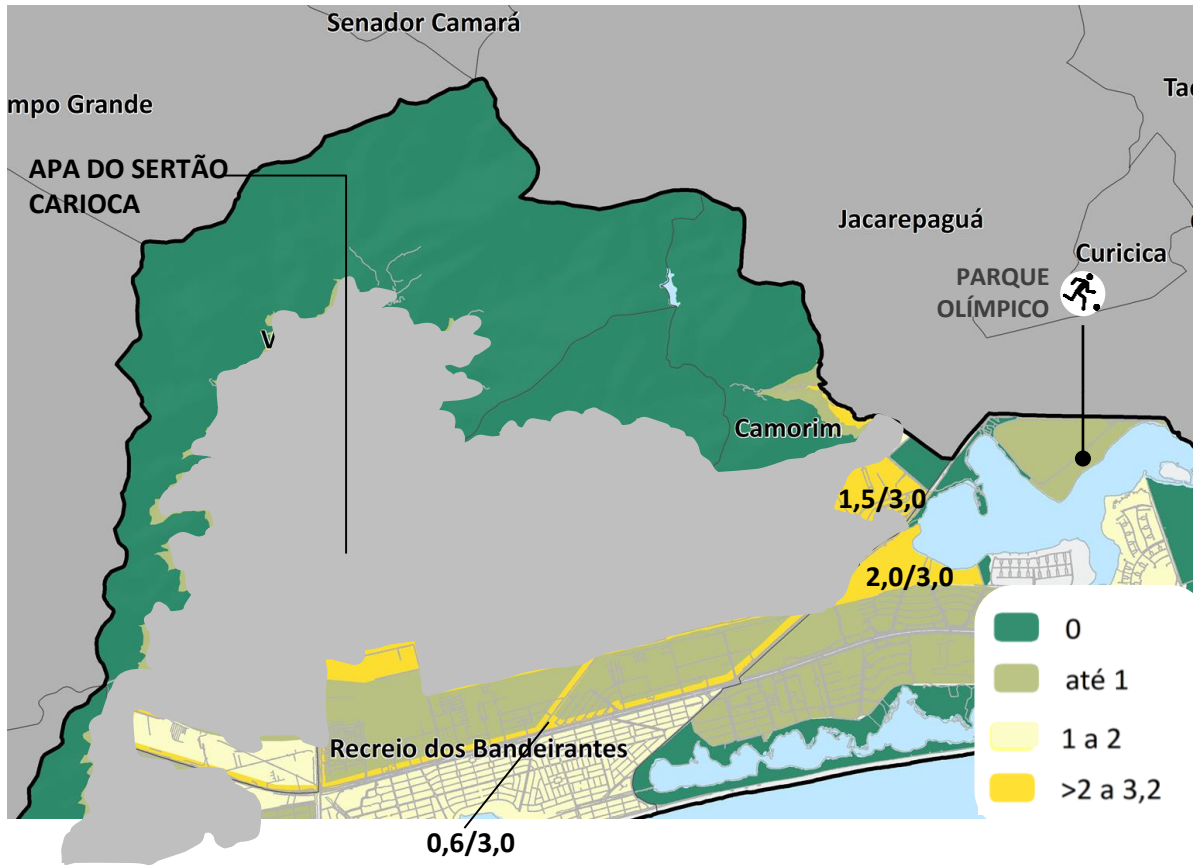 Senador Camará
mpo Grande
Ta
APA DO SERTÃO
CARIOCA
Jacarepaguá
Curicica
PARQUE
OLÍMPICO
V
Camorim
1,5/3,0
2,0/3,0
0
até 1
1 a 2
>2 a 3,2
Recreio dos Bandeirantes
0,6/3,0